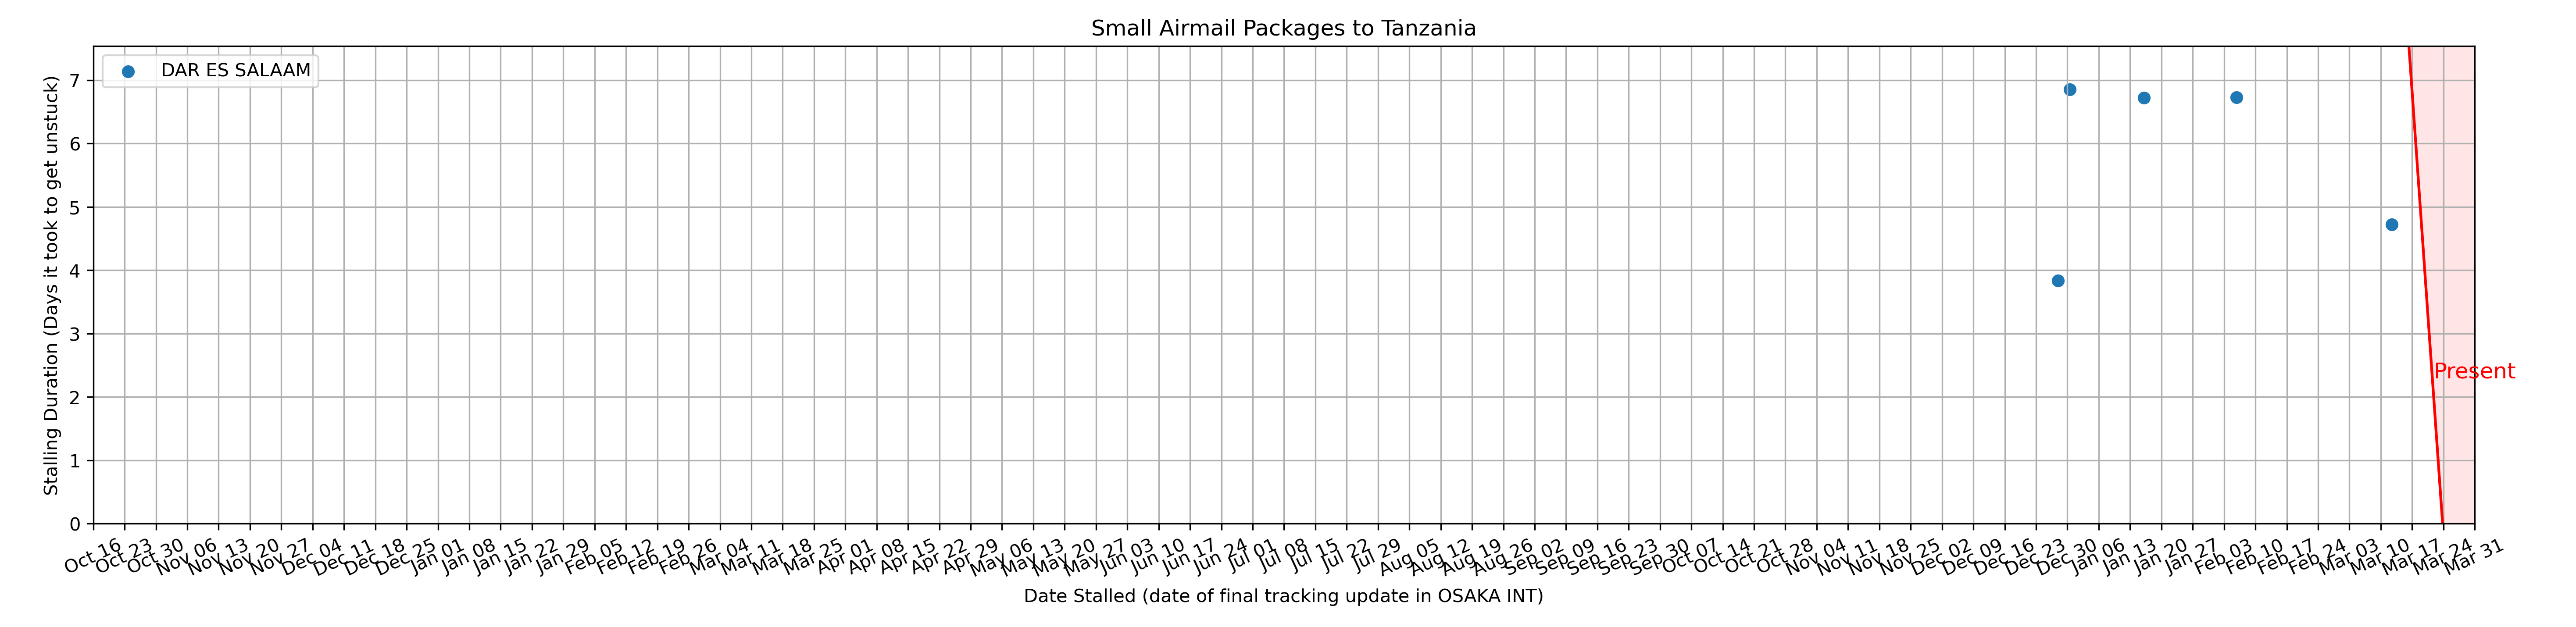 Small Airmail Packages to Tanzania
DAR ES SALAAM
Stalling Duration (Days it took to get unstuck)
7
6
5
4
3
2
1
0
Present
Oct 16
Oct 23
Oct 30
Nov 06
Nov 13
Nov 20
Nov 27
Dec 04
Dec 11
Dec 18
Dec 25
Jan 01
Jan 08
Jan 15
Jan 22
Jan 29
Feb 05
Feb 12
Feb 19
Feb 26
Mar 04
Mar 11
Mar 18
Mar 25
Apr 01
Apr 08
Apr 15
Apr 22
Apr 29
May 06
May 13
May 20
May 27
Jun 03
Jun 10
Jun 17
Jun 24
Jul 01
Jul 08
Jul 15
Jul 22
Jul 29
Aug 05
Aug 12
Aug 19
Aug 26
Sep 02
Sep 09
Sep 16
Sep 23
Sep 30
Oct 07
Oct 14
Oct 21
Oct 28
Nov 04
Nov 11
Nov 18
Nov 25
Dec 02
Dec 09
Dec 16
Dec 23
Dec 30
Jan 06
Jan 13
Jan 20
Jan 27
Feb 03
Feb 10
Feb 17
Feb 24
Mar 03
Mar 10
Mar 17
Mar 24
Mar 31
Date Stalled (date of final tracking update in OSAKA INT)